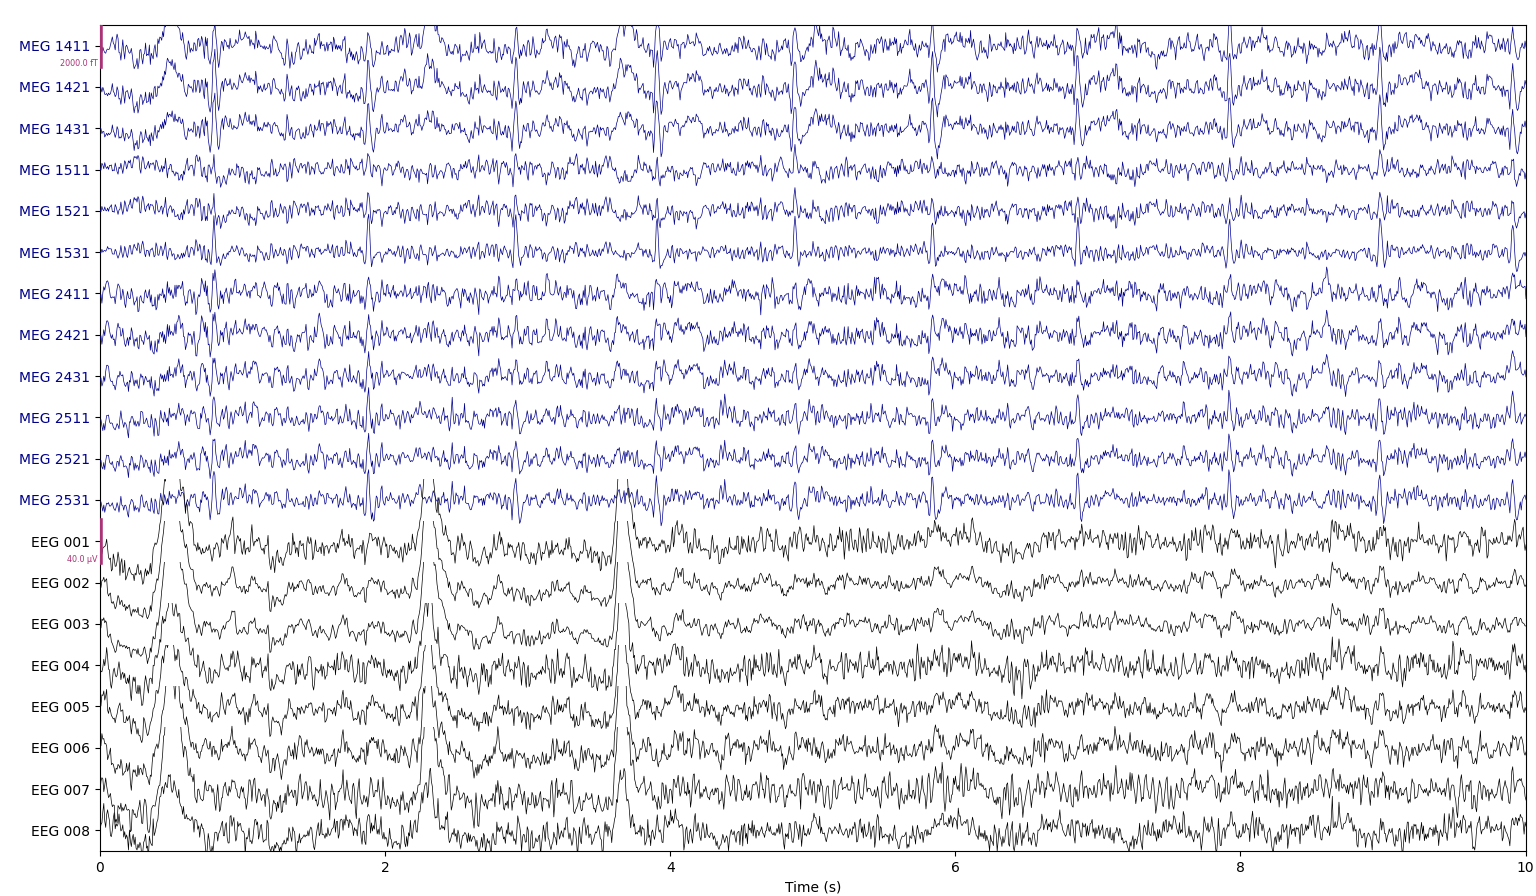 MEG 1411
2000.0 fT
MEG 1421
MEG 1431
MEG 1511
MEG 1521
MEG 1531
MEG 2411
MEG 2421
MEG 2431
MEG 2511
MEG 2521
MEG 2531
EEG 001
40.0 µV
EEG 002
EEG 003
EEG 004
EEG 005
EEG 006
EEG 007
EEG 008
0 2 4 6 8 10
Time (s)